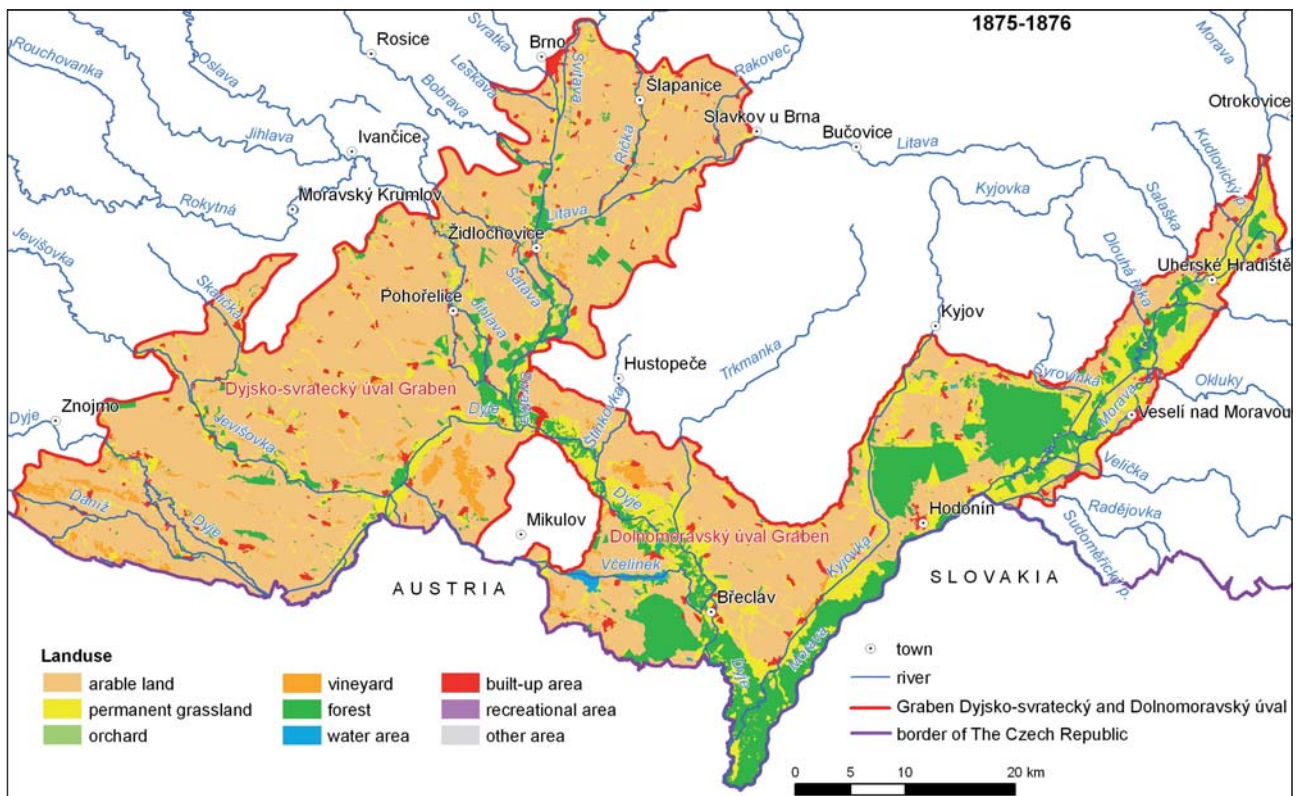 1875-1876
Rosice
Svratka
Brno
Morava
Rouchovanka
Oslava
Leskava
Svitava
Rakovec
Bobrava
Šlapanice
Otrokovice
Slavkov u Brna
Ivančice
Jihlava
Říčka
Bučovice
Litava
Kudlovický p.
Moravský Krumlov
Rokytná
Kyjovka
Salaška
Litava
Židlochovice
Jevišovka
Dlouhá řeka
Šatava
Uherské Hradiště
Skalička
Pohořelice
Jihlava
Kyjov
Hustopeče
Trkmanka
Syrovinka
Dyjsko-svratecký úval Graben
Svratka
Okluky
Znojmo
Dyje
Dyje
Morava
Veselí nad Moravou
Jevišovka
Štinkovka
Velička
Daníž
Dyje
Dyje
Hodonín
Radějovka
Mikulov
Dolnomoravský úval Graben
Sudoměřický p.
Kyjovka
Včelínek
AUSTRIA
SLOVAKIA
Břeclav
Morava
Dyje
Landuse
arable land
permanent grassland
orchard
vineyard
forest
water area
built-up area
recreational area
other area
town
river
Graben Dyjsko-svratecký and Dolnomoravský úval
border of The Czech Republic
0 5 10 20 km